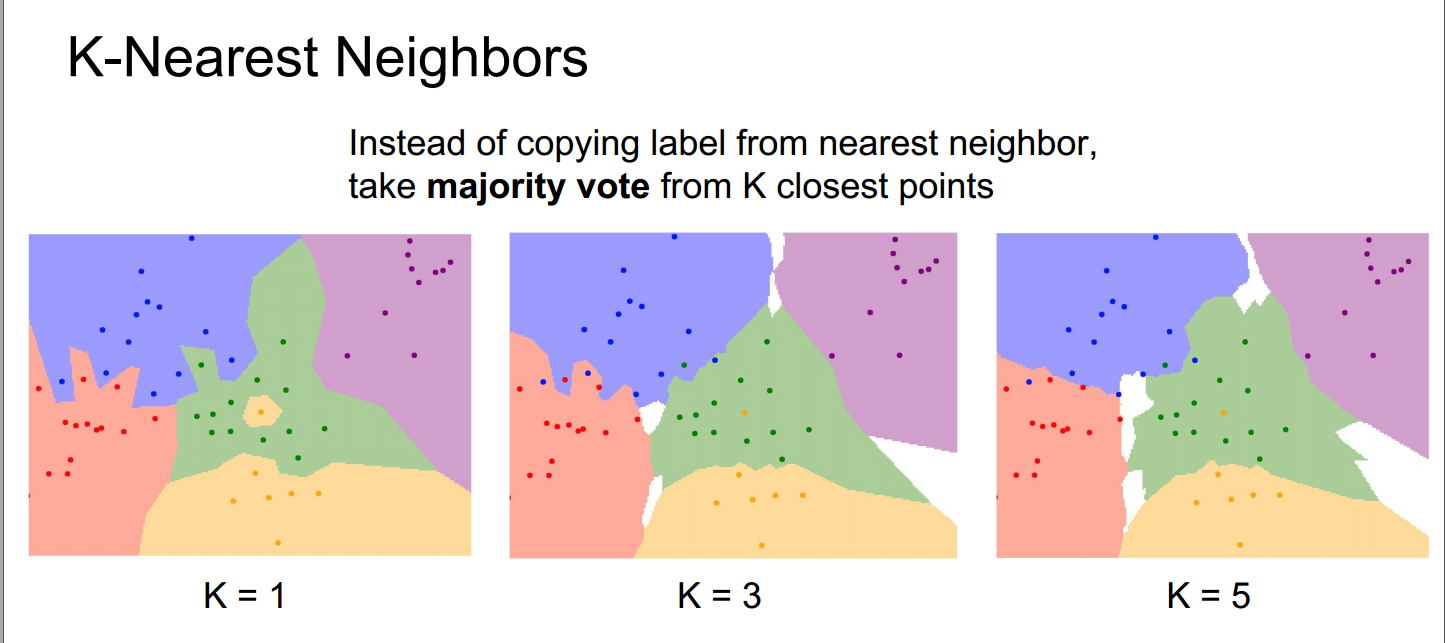 K-Nearest Neighbors
Instead of copying label from nearest neighbor,
take majority vote from K closest points
K = 1
K = 3
K = 5